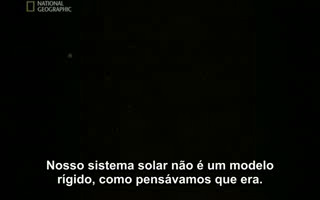 NATIONAL
GEOGRAPHIC
Nosso sistema solar não é um modelo
rígido, como pensávamos que era.